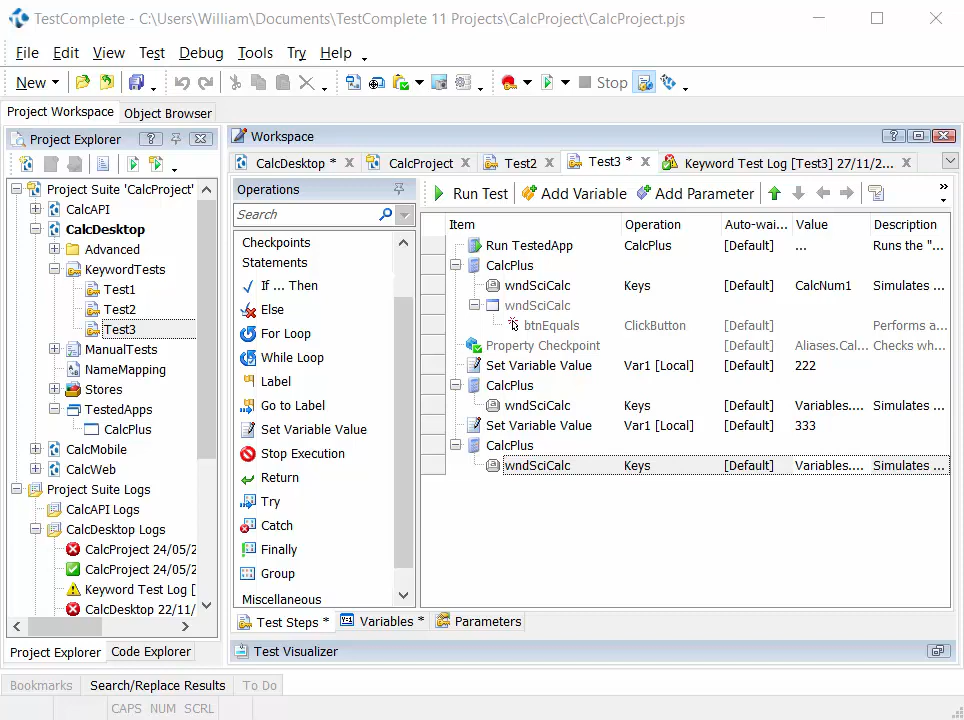 TestComplete - C:\Users\William\Documents\TestComplete 11 Projects\CalcProject\CalcProject.pjs
File Edit View Test Debug Tools Try Help
New Stop
Project Workspace Object Browser
Project Explorer
Project Suite 'CalcProject'
CalcAPI
CalcDesktop
Advanced
KeywordTests
Test1
Test2
Test3
ManualTests
NameMapping
Stores
TestedApps
CalcPlus
CalcMobile
CalcWeb
Project Suite Logs
CalcAPI Logs
CalcDesktop Logs
CalcProject 24/05/2
CalcProject 24/05/2
Keyword Test Log [
CalcDesktop 22/11/
Project Explorer Code Explorer
Workspace
CalcDesktop * CalcProject Test2 Test3 * Keyword Test Log [Test3] 27/11/2...
Operations
Search
Checkpoints
Statements
If ... Then
Else
For Loop
While Loop
Label
Go to Label
Set Variable Value
Stop Execution
Return
Try
Catch
Finally
Group
Miscellaneous
Run Test Add Variable Add Parameter
Item Operation Auto-wai... Value Description
Run TestedApp CalcPlus [Default] ... Runs the "...
CalcPlus
wndSciCalc Keys [Default] CalcNum1 Simulates ...
wndSciCalc
btnEquals ClickButton [Default] Performs a...
Property Checkpoint [Default] Aliases.Cal... Checks wh...
Set Variable Value Var1 [Local] [Default] 222
CalcPlus
wndSciCalc Keys [Default] Variables.... Simulates ...
Set Variable Value Var1 [Local] [Default] 333
CalcPlus
wndSciCalc Keys [Default] Variables.... Simulates ...
Test Steps * Variables * Parameters
Test Visualizer
Bookmarks Search/Replace Results To Do
CAPS NUM SCRL